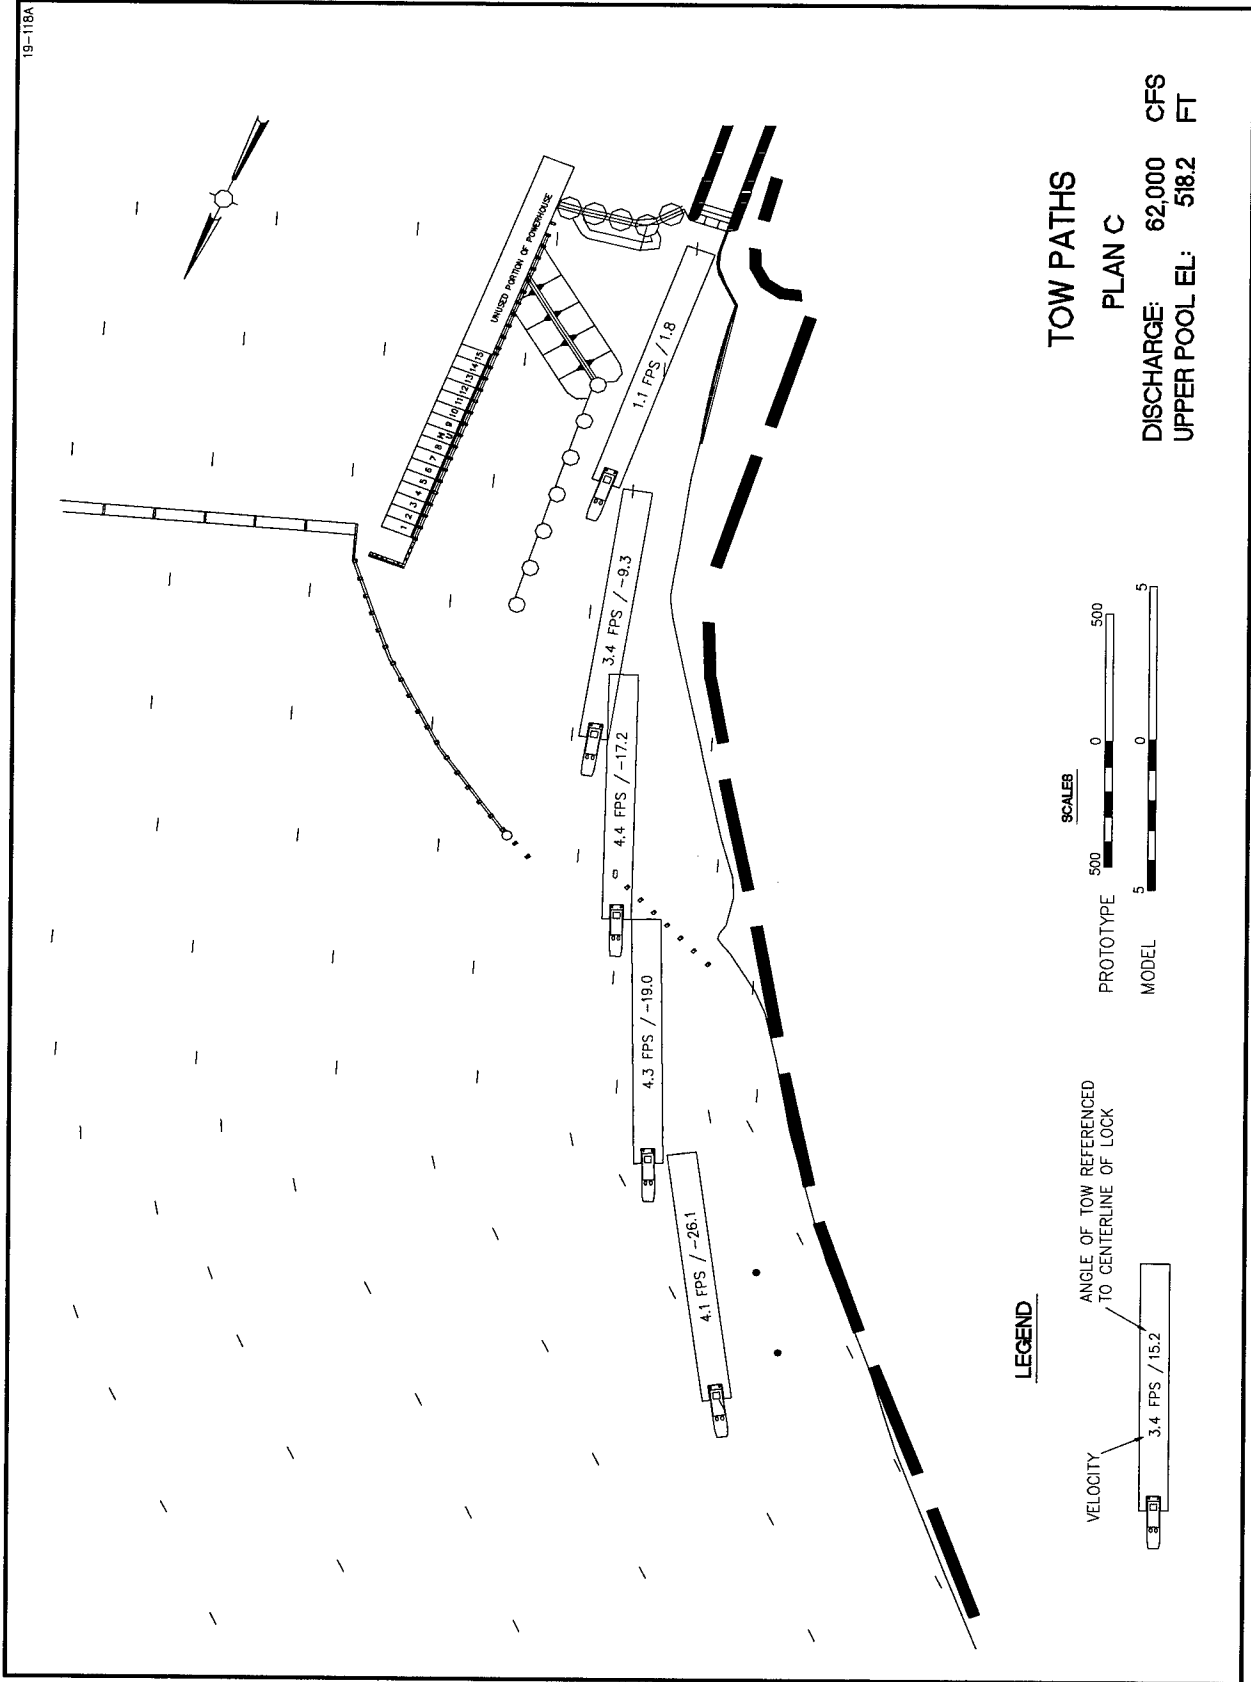 19-118A
UNUSED PORTION OF POWERHOUSE
1 2 3 4 5 6 7 8 9 10 11 12 13 14 15
1.1 FPS / 1.8
3.4 FPS / -9.3
4.4 FPS / -17.2
4.3 FPS / -19.0
4.1 FPS / -26.1
TOW PATHS
PLAN C
DISCHARGE: 62,000 CFS
UPPER POOL EL: 518.2 FT
SCALES
PROTOTYPE 500 0 500
MODEL 5 0 5
LEGEND
VELOCITY
ANGLE OF TOW REFERENCED
TO CENTERLINE OF LOCK
3.4 FPS / 15.2